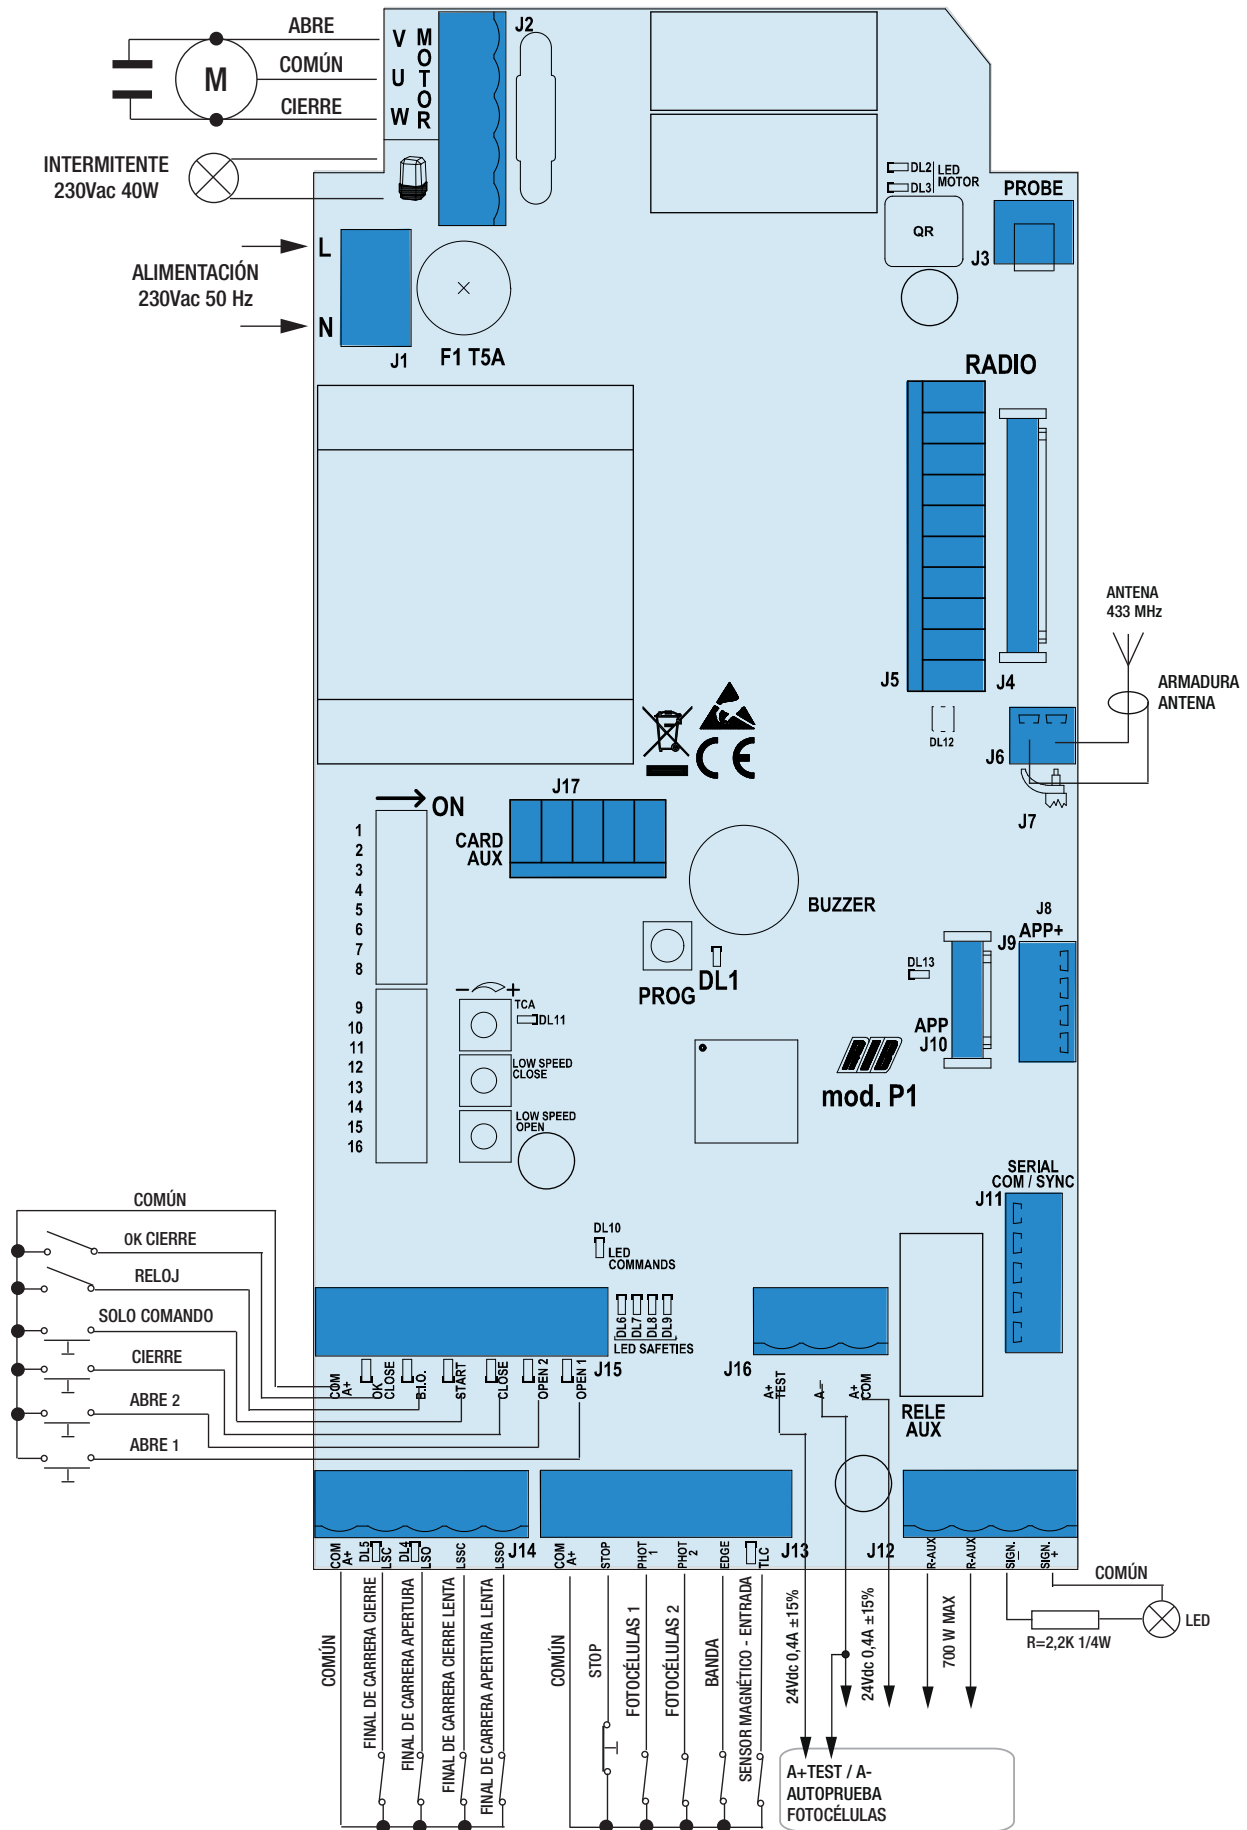 ABRE
COMÚN
CIERRE
M
V
U
W
MOTOR
J2
INTERMITENTE
230Vac 40W
L
ALIMENTACIÓN
230Vac 50 Hz
N
J1
F1 T5A
DL2
DL3
LED
MOTOR
QR
PROBE
J3
RADIO
J5
J4
DL12
ANTENA
433 MHz
ARMADURA
ANTENA
J6
J7
CE
ON
1
2
3
4
5
6
7
8
9
10
11
12
13
14
15
16
J17
CARD
AUX
BUZZER
PROG
DL1
- +
TCA
DL11
LOW SPEED
CLOSE
LOW SPEED
OPEN
RIB
mod. P1
J8
APP+
J9
DL13
APP
J10
SERIAL
COM / SYNC
J11
COMÚN
OK CIERRE
RELOJ
SOLO COMANDO
CIERRE
ABRE 2
ABRE 1
DL10
LED
COMMANDS
DL6
DL7
DL8
DL9
LED SAFETIES
J15
COM
A+
OK
CLOSE
B.I.O.
START
CLOSE
OPEN 2
OPEN 1
J16
A+
TEST
A-
A+
COM
RELE
AUX
COM
A+
DL5
LSC
DL4
LSO
LSSC
LSSO
J14
COM
A+
STOP
PHOT
1
PHOT
2
EDGE
TLC
J13
J12
R-AUX
R-AUX
SIGN.
-
SIGN.
+
COMÚN
LED
R=2,2K 1/4W
COMÚN
FINAL DE CARRERA CIERRE
FINAL DE CARRERA APERTURA
FINAL DE CARRERA CIERRE LENTA
FINAL DE CARRERA APERTURA LENTA
COMÚN
STOP
FOTOCÉLULAS 1
FOTOCÉLULAS 2
BANDA
SENSOR MAGNÉTICO - ENTRADA
24Vdc 0,4A ±15%
24Vdc 0,4A ±15%
700 W MAX
A+TEST / A-
AUTOPRUEBA
FOTOCÉLULAS